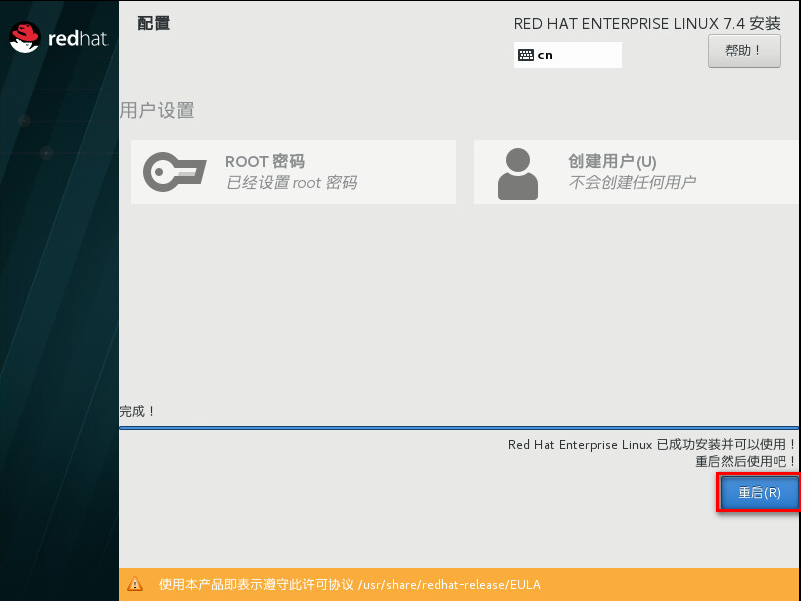 redhat.
配置
RED HAT ENTERPRISE LINUX 7.4 安装
cn
帮助！
用户设置
ROOT 密码
已经设置 root 密码
创建用户(U)
不会创建任何用户
完成！
Red Hat Enterprise Linux 已成功安装并可以使用！
重启然后使用吧！
重启(R)
使用本产品即表示遵守此许可协议 /usr/share/redhat-release/EULA